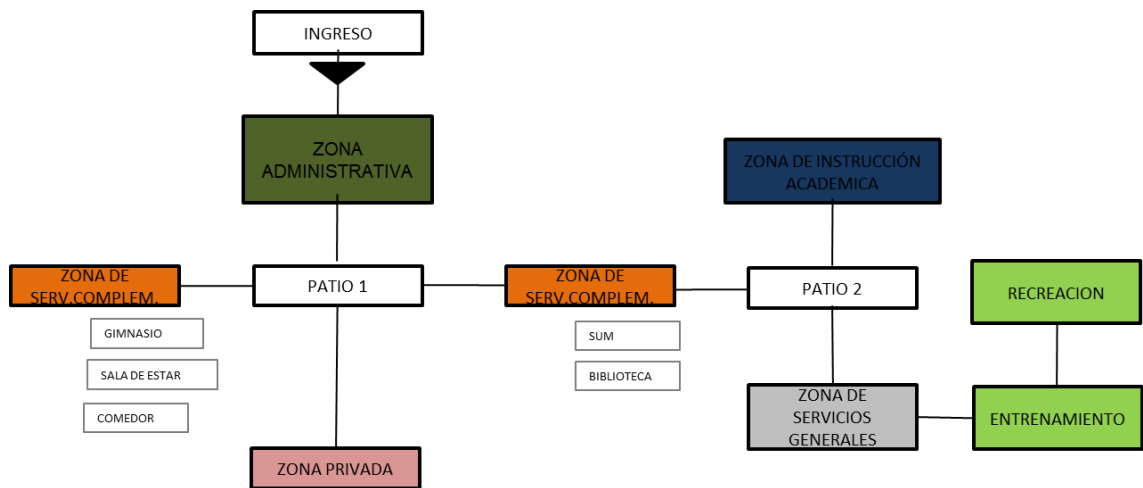 INGRESO
ZONA
ADMINISTRATIVA
ZONA DE INSTRUCCIÓN
ACADEMICA
ZONA DE
SERV.COMPLEM.
PATIO 1
ZONA DE
SERV.COMPLEM.
PATIO 2
RECREACION
GIMNASIO
SALA DE ESTAR
COMEDOR
SUM
BIBLIOTECA
ZONA DE
SERVICIOS
GENERALES
ENTRENAMIENTO
ZONA PRIVADA